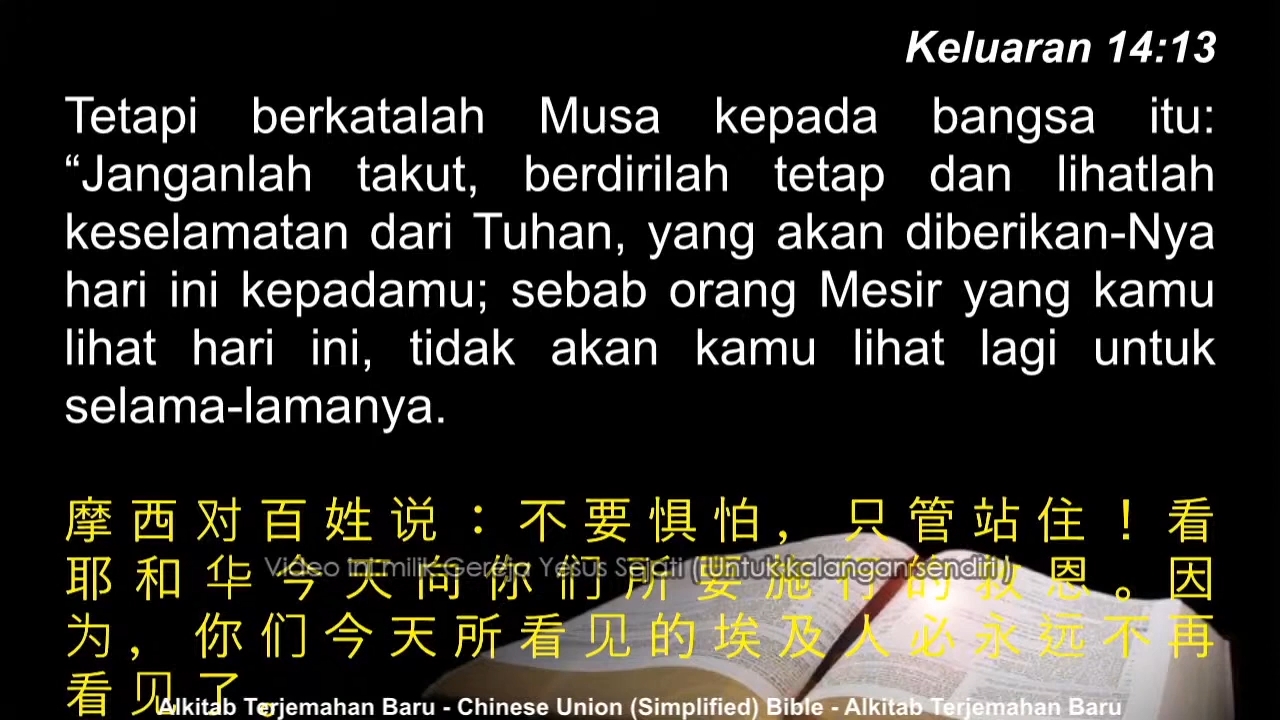 Keluaran 14:13
Tetapi berkatalah Musa kepada bangsa itu:
“Janganlah takut, berdirilah tetap dan lihatlah
keselamatan dari Tuhan, yang akan diberikan-Nya
hari ini kepadamu; sebab orang Mesir yang kamu
lihat hari ini, tidak akan kamu lihat lagi untuk
selama-lamanya.
摩西对百姓说：不要惧怕，只管站住！看
耶和华今天向你们所要施行的救恩。因
为，你们今天所看见的埃及人必永远不再
看见了。
Video ini milik Gereja Yesus Sejati (Untuk kalangan sendiri)
Alkitab Terjemahan Baru - Chinese Union (Simplified) Bible - Alkitab Terjemahan Baru